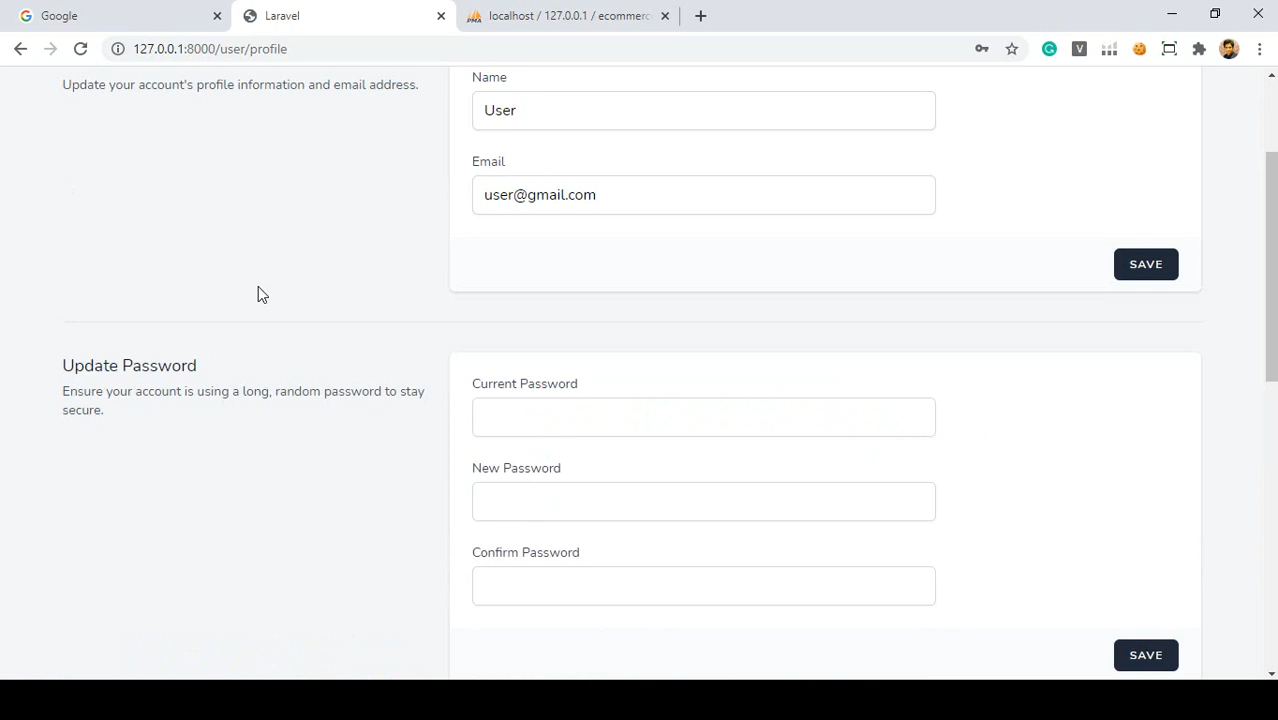 Google
Laravel
localhost / 127.0.0.1 / ecommerc
127.0.0.1:8000/user/profile
Update your account's profile information and email address.
Name
User
Email
user@gmail.com
SAVE
Update Password
Ensure your account is using a long, random password to stay
secure.
Current Password
New Password
Confirm Password
SAVE